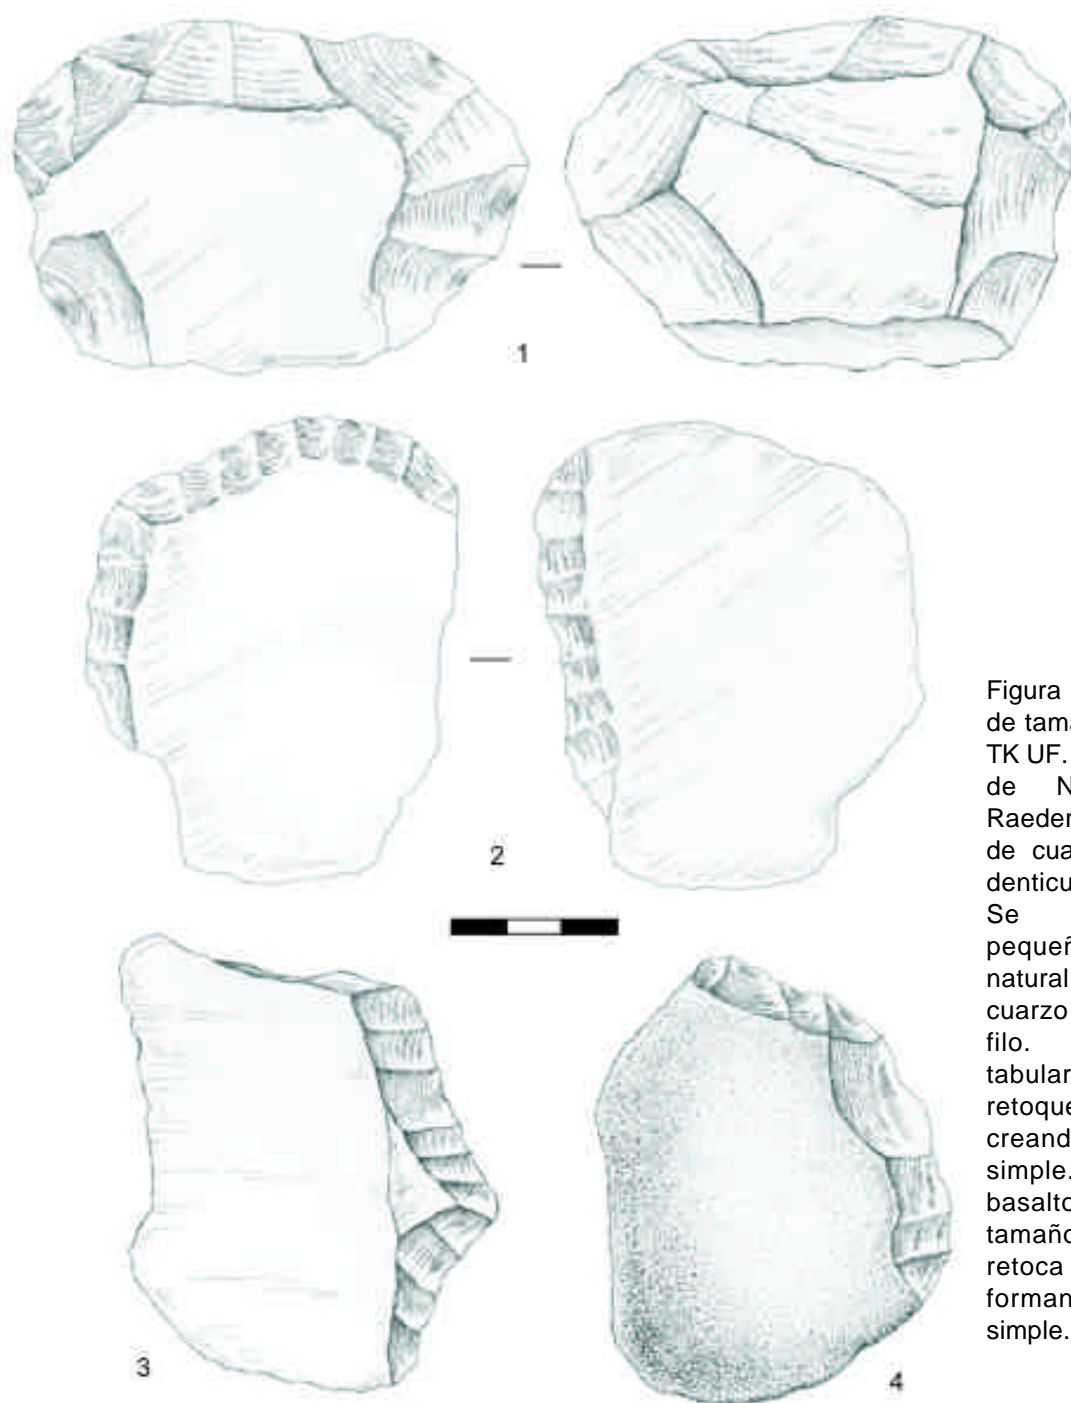 1
2
3
4
Figura
de tama
TK UF.
de N
Raeder
de cua
denticu
Se
pequeñ
natural
cuarzo
filo.
tabular
retoque
creand
simple.
basalto
tamaño
retoca
forman
simple.